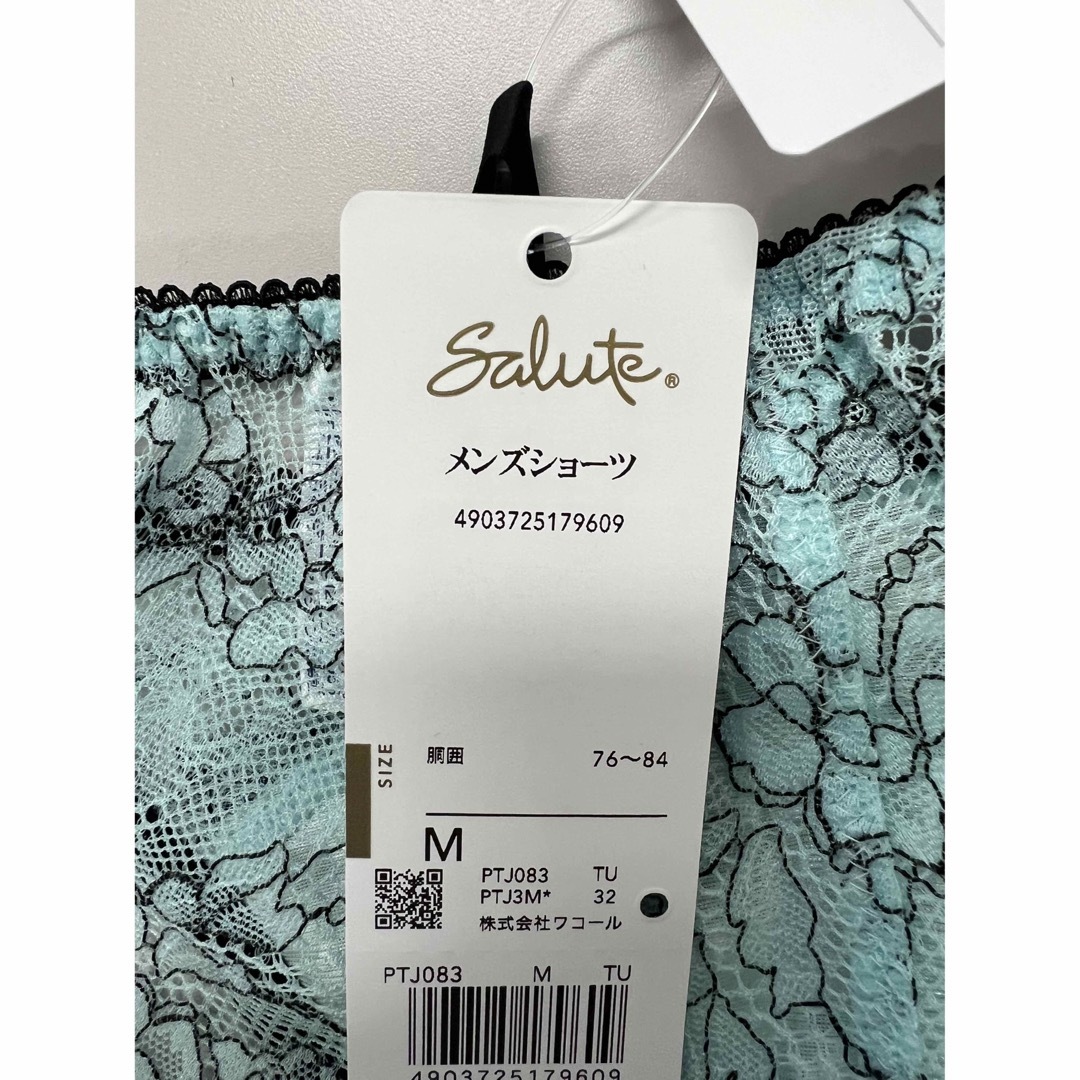 Salute®
メンズショーツ
4903725179609
SIZE
胴囲 76～84
M
PTJ083 TU
PTJ3M* 32
株式会社ワコール
PTJ083 M TU
4903725179609